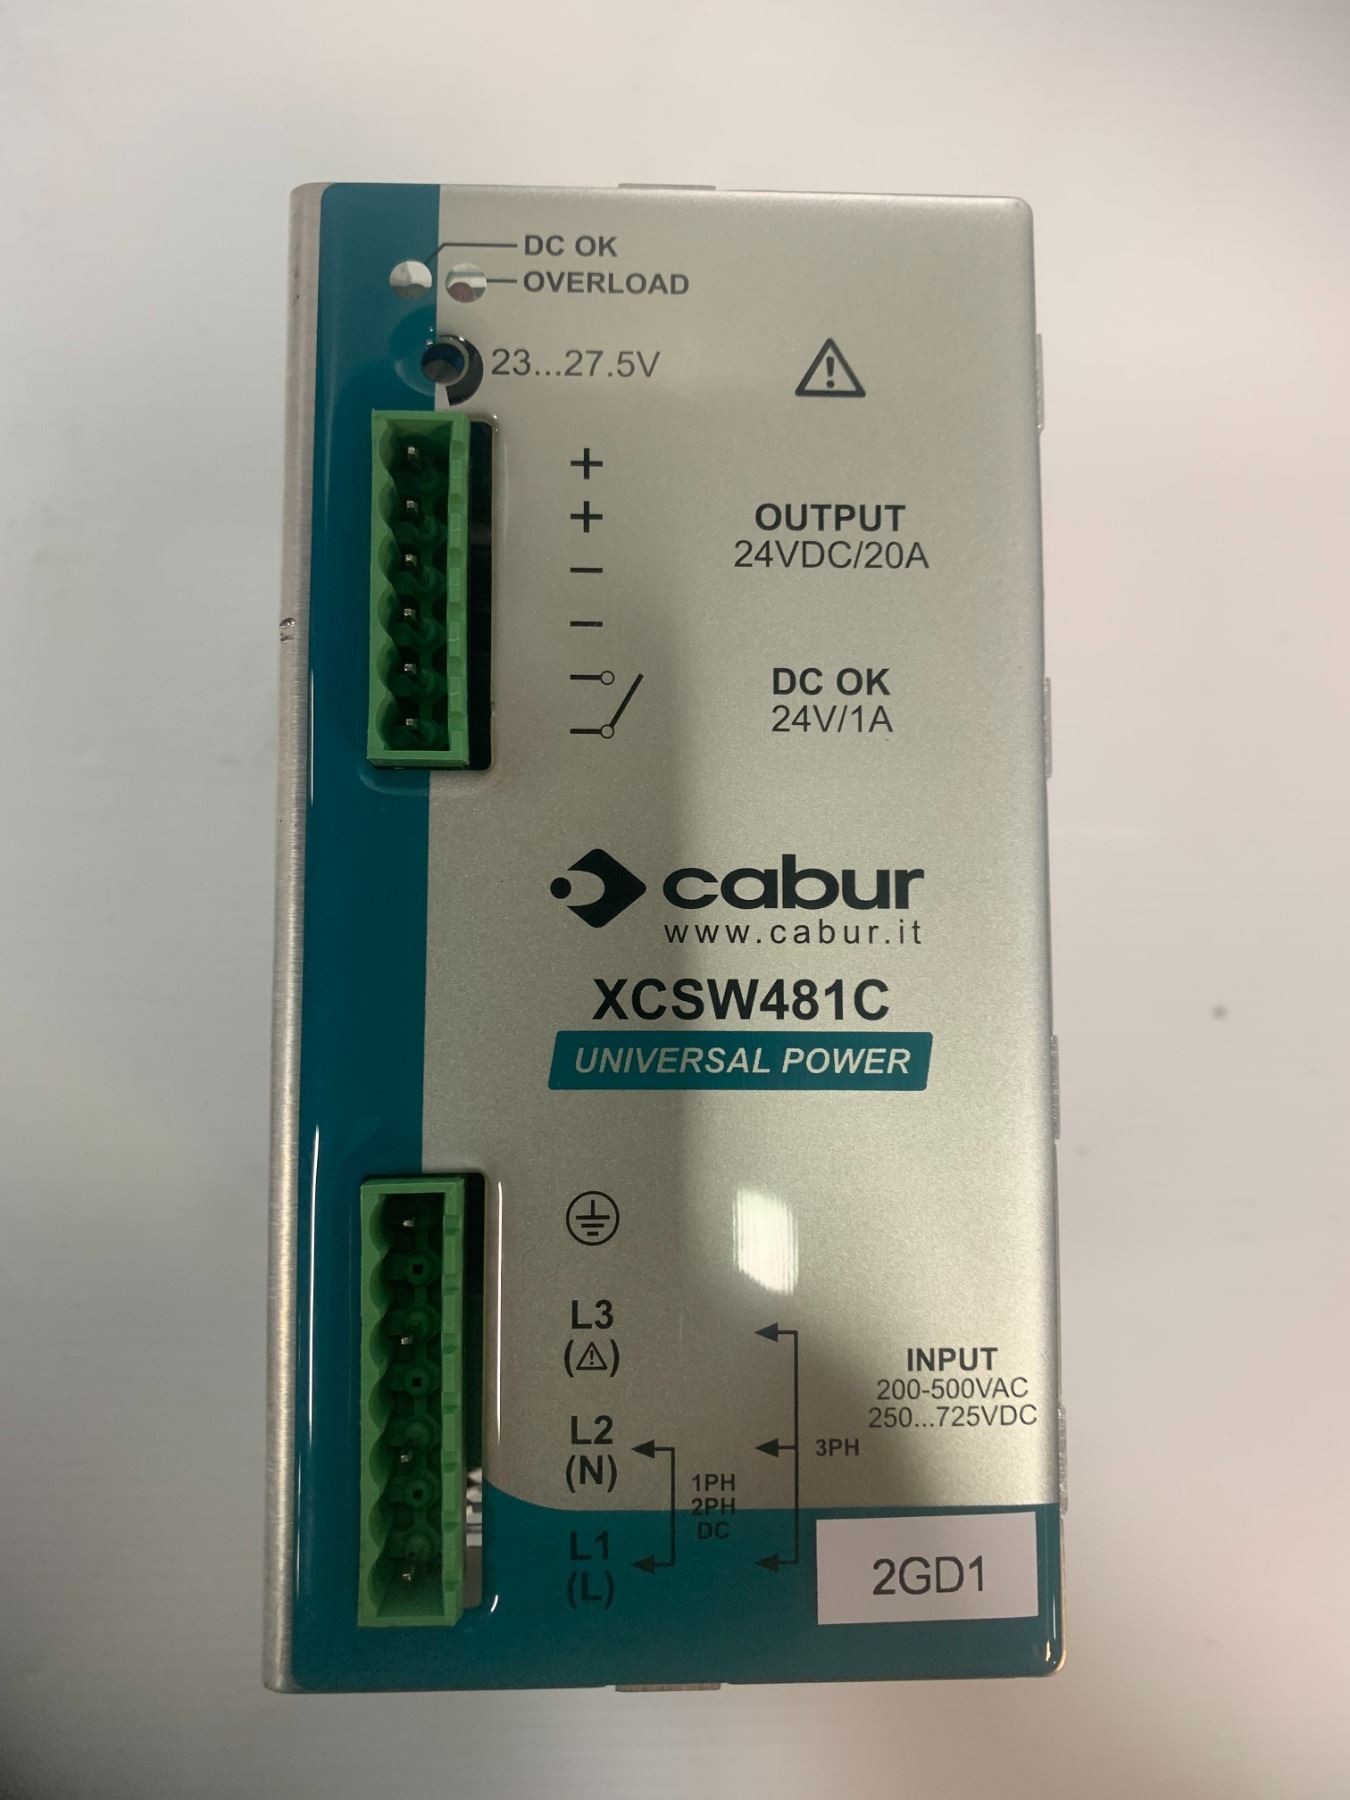 DC OK
OVERLOAD
23...27.5V
+
+
OUTPUT
24VDC/20A
–
–
DC OK
24V/1A
cabur
www.cabur.it
XCSW481C
UNIVERSAL POWER
L3
(⚠)
INPUT
200-500VAC
250...725VDC
L2
(N)
3PH
1PH
2PH
DC
L1
(L)
2GD1